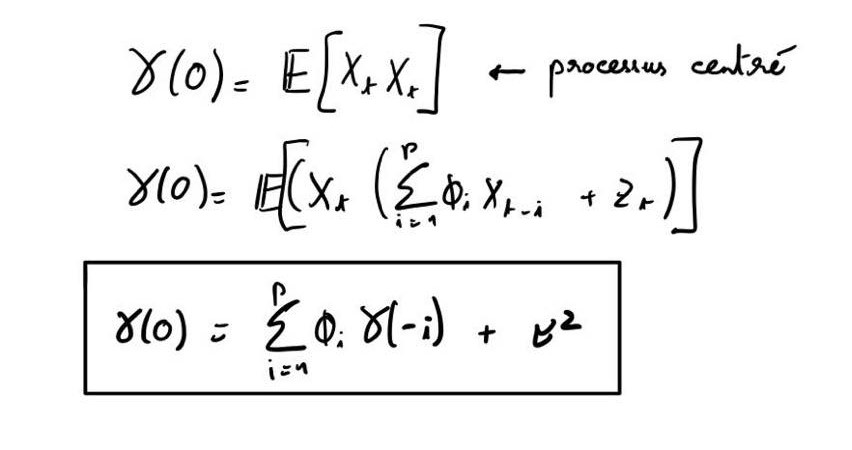 γ(0) = 𝔼[X_t X_t] ← processus centré
γ(0) = 𝔼[(X_t (∑_{i=1}^{p} ϕ_i X_{t-i} + Z_t)]
γ(0) = ∑_{i=1}^{p} ϕ_i γ(-i) + σ²